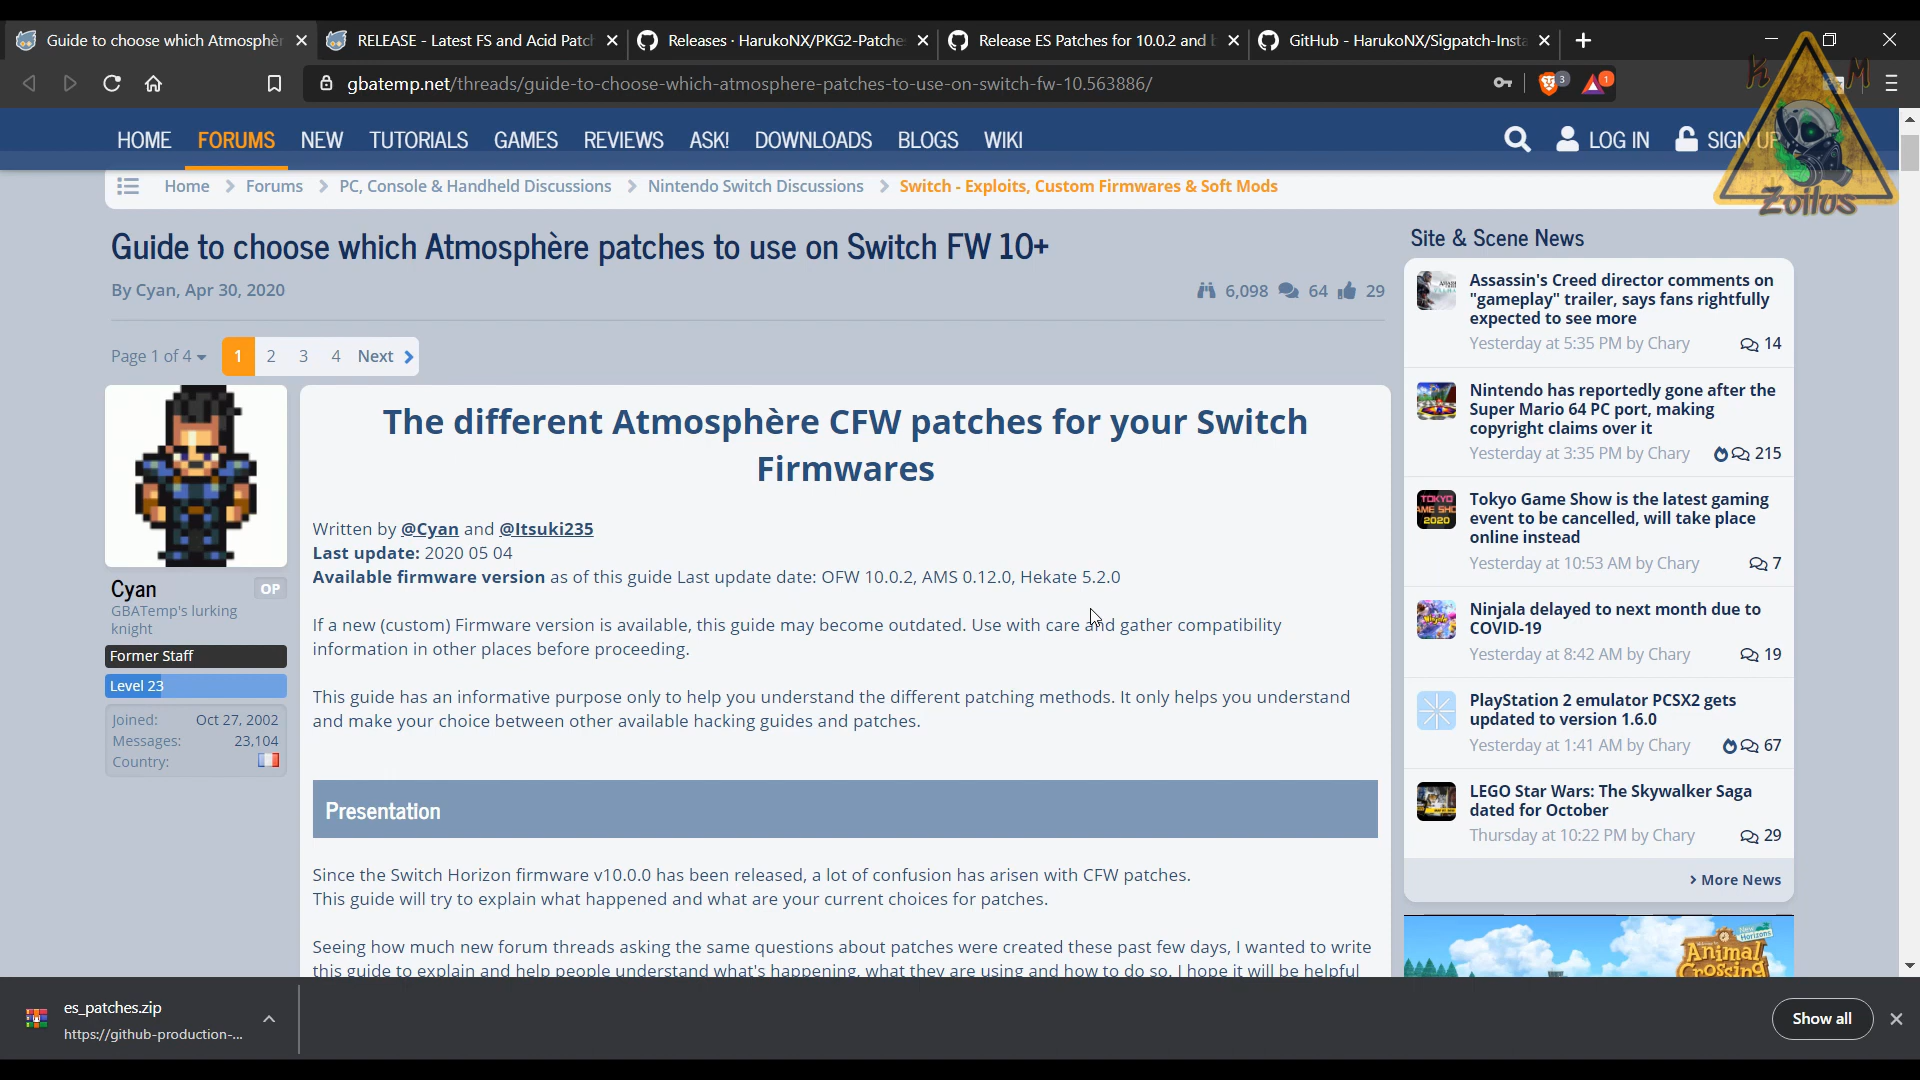 Guide to choose which Atmosphèr
RELEASE - Latest FS and Acid Patc
Releases · HarukoNX/PKG2-Patche
Release ES Patches for 10.0.2 and b
GitHub - HarukoNX/Sigpatch-Insta
gbatemp.net/threads/guide-to-choose-which-atmosphere-patches-to-use-on-switch-fw-10.563886/
3
1
HOME FORUMS NEW TUTORIALS GAMES REVIEWS ASK! DOWNLOADS BLOGS WIKI
LOG IN
SIGN UP
Zoilus
Home > Forums > PC, Console & Handheld Discussions > Nintendo Switch Discussions > Switch - Exploits, Custom Firmwares & Soft Mods
Guide to choose which Atmosphère patches to use on Switch FW 10+
By Cyan, Apr 30, 2020
6,098 64 29
Page 1 of 4
1 2 3 4 Next
Cyan
OP
GBATemp's lurking
knight
Former Staff
Level 23
Joined: Oct 27, 2002
Messages: 23,104
Country:
The different Atmosphère CFW patches for your Switch
Firmwares
Written by @Cyan and @Itsuki235
Last update: 2020 05 04
Available firmware version as of this guide Last update date: OFW 10.0.2, AMS 0.12.0, Hekate 5.2.0
If a new (custom) Firmware version is available, this guide may become outdated. Use with care and gather compatibility
information in other places before proceeding.
This guide has an informative purpose only to help you understand the different patching methods. It only helps you understand
and make your choice between other available hacking guides and patches.
Presentation
Since the Switch Horizon firmware v10.0.0 has been released, a lot of confusion has arisen with CFW patches.
This guide will try to explain what happened and what are your current choices for patches.
Seeing how much new forum threads asking the same questions about patches were created these past few days, I wanted to write
this guide to explain and help people understand what's happening, what they are using and how to do so. I hope it will be helpful
Site & Scene News
Assassin's Creed director comments on
"gameplay" trailer, says fans rightfully
expected to see more
Yesterday at 5:35 PM by Chary 14
Nintendo has reportedly gone after the
Super Mario 64 PC port, making
copyright claims over it
Yesterday at 3:35 PM by Chary 215
TOKYO
2020
Tokyo Game Show is the latest gaming
event to be cancelled, will take place
online instead
Yesterday at 10:53 AM by Chary 7
Ninjala delayed to next month due to
COVID-19
Yesterday at 8:42 AM by Chary 19
PlayStation 2 emulator PCSX2 gets
updated to version 1.6.0
Yesterday at 1:41 AM by Chary 67
LEGO Star Wars: The Skywalker Saga
dated for October
Thursday at 10:22 PM by Chary 29
> More News
Animal
Crossing
es_patches.zip
https://github-production-...
Show all